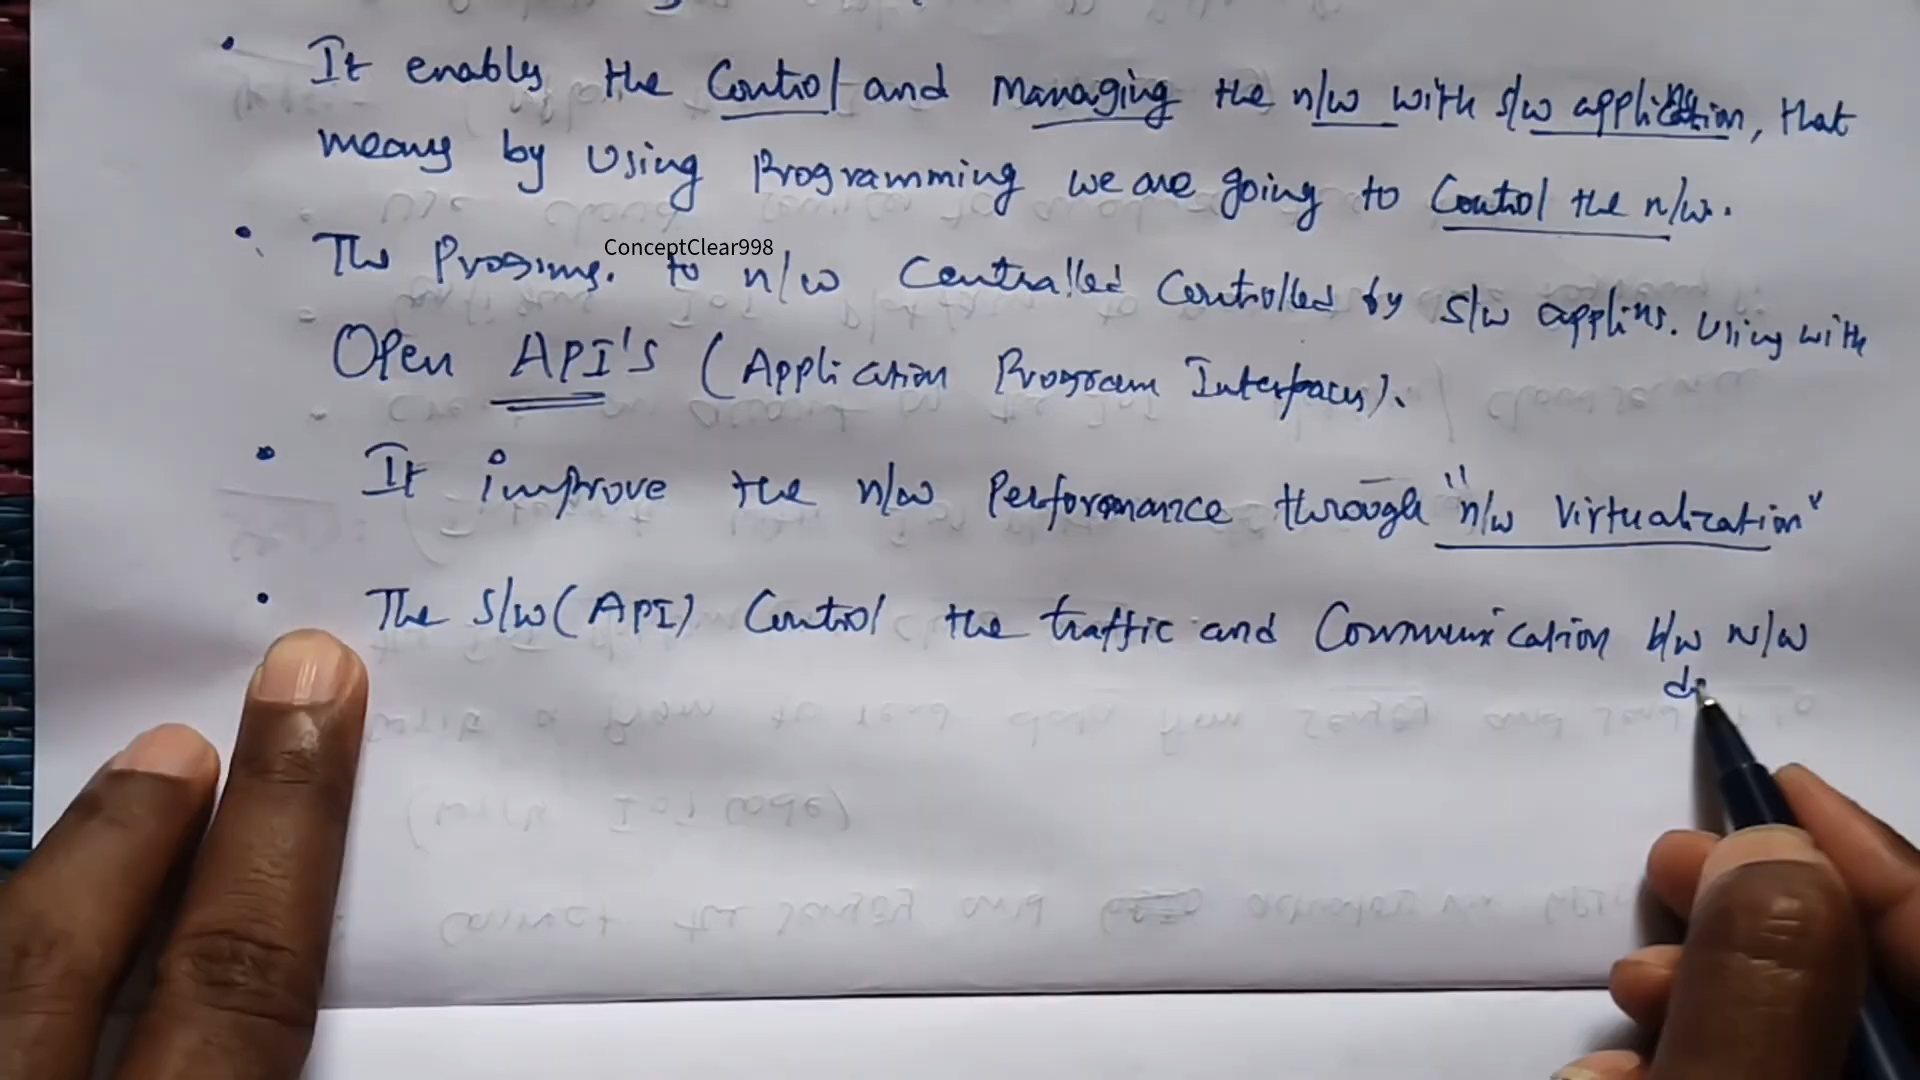 It enables the Control and Managing the n/w with s/w application, that
means by Using Programming we are going to Control the n/w.
ConceptClear998
The Progrms. to n/w Centralled Controlled by S/w applins. Using with
Open API's (Application Program Interfaces).
It improve the n/w Performance through "n/w Virtualization"
The S/w (API) Control the traffic and Communication b/w N/w